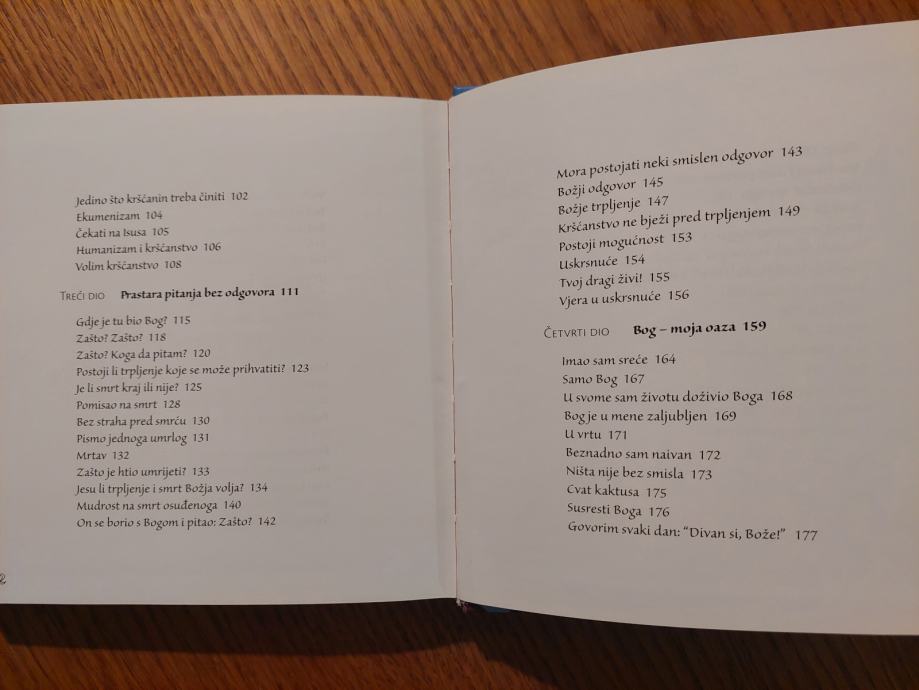 Jedino što kršćanin treba činiti 102
Ekumenizam 104
Čekati na Isusa 105
Humanizam i kršćanstvo 106
Volim kršćanstvo 108
TREĆI DIO Prastara pitanja bez odgovora 111
Gdje je tu bio Bog? 115
Zašto? Zašto? 118
Zašto? Koga da pitam? 120
Postoji li trpljenje koje se može prihvatiti? 123
Je li smrt kraj ili nije? 125
Pomisao na smrt 128
Bez straha pred smrću 130
Pismo jednoga umrlog 131
Mrtav 132
Zašto je htio umrijeti? 133
Jesu li trpljenje i smrt Božja volja? 134
Mudrost na smrt osuđenoga 140
On se borio s Bogom i pitao: Zašto? 142
Mora postojati neki smislen odgovor 143
Božji odgovor 145
Božje trpljenje 147
Kršćanstvo ne bježi pred trpljenjem 149
Postoji mogućnost 153
Uskrsnuće 154
Tvoj dragi živi! 155
Vjera u uskrsnuće 156
ČETVRTI DIO Bog – moja oaza 159
Imao sam sreće 164
Samo Bog 167
U svome sam životu doživio Boga 168
Bog je u mene zaljubljen 169
U vrtu 171
Beznadno sam naivan 172
Ništa nije bez smisla 173
Cvat kaktusa 175
Susresti Boga 176
Govorim svaki dan: "Divan si, Bože!" 177